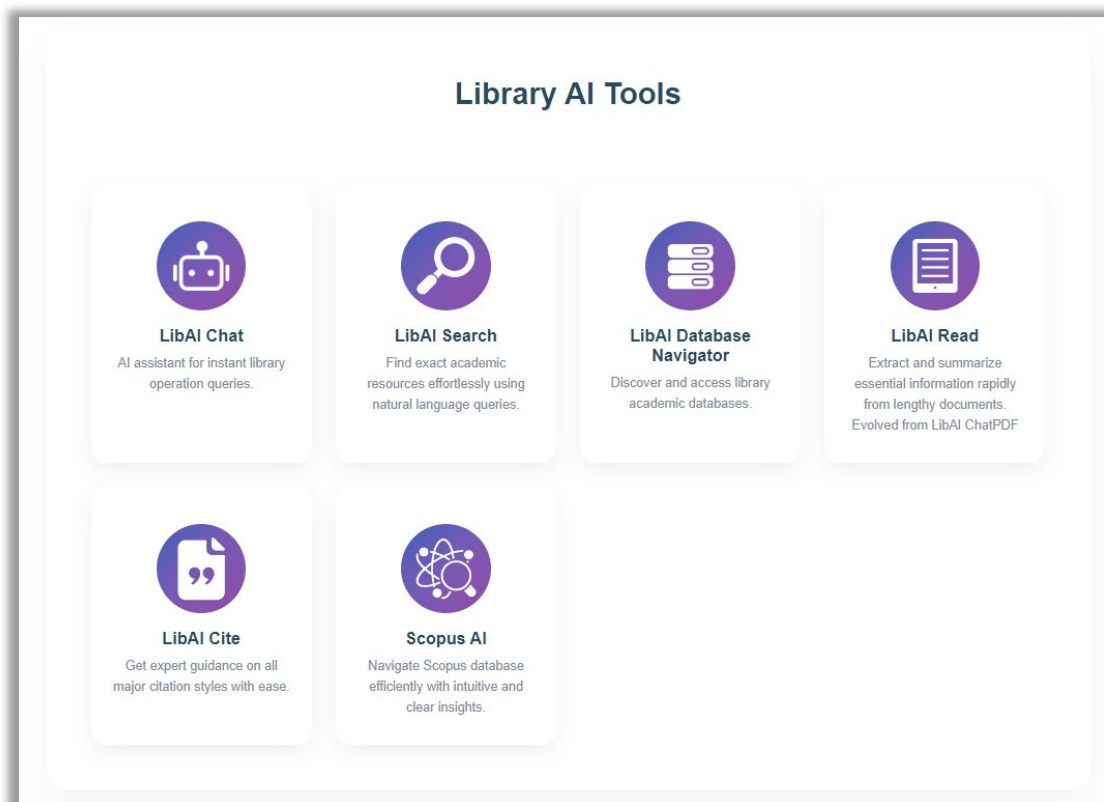 Library AI Tools
LibAI Chat
AI assistant for instant library
operation queries.
LibAI Search
Find exact academic
resources effortlessly using
natural language queries.
LibAI Database
Navigator
Discover and access library
academic databases.
LibAI Read
Extract and summarize
essential information rapidly
from lengthy documents.
Evolved from LibAI ChatPDF
LibAI Cite
Get expert guidance on all
major citation styles with ease.
Scopus AI
Navigate Scopus database
efficiently with intuitive and
clear insights.